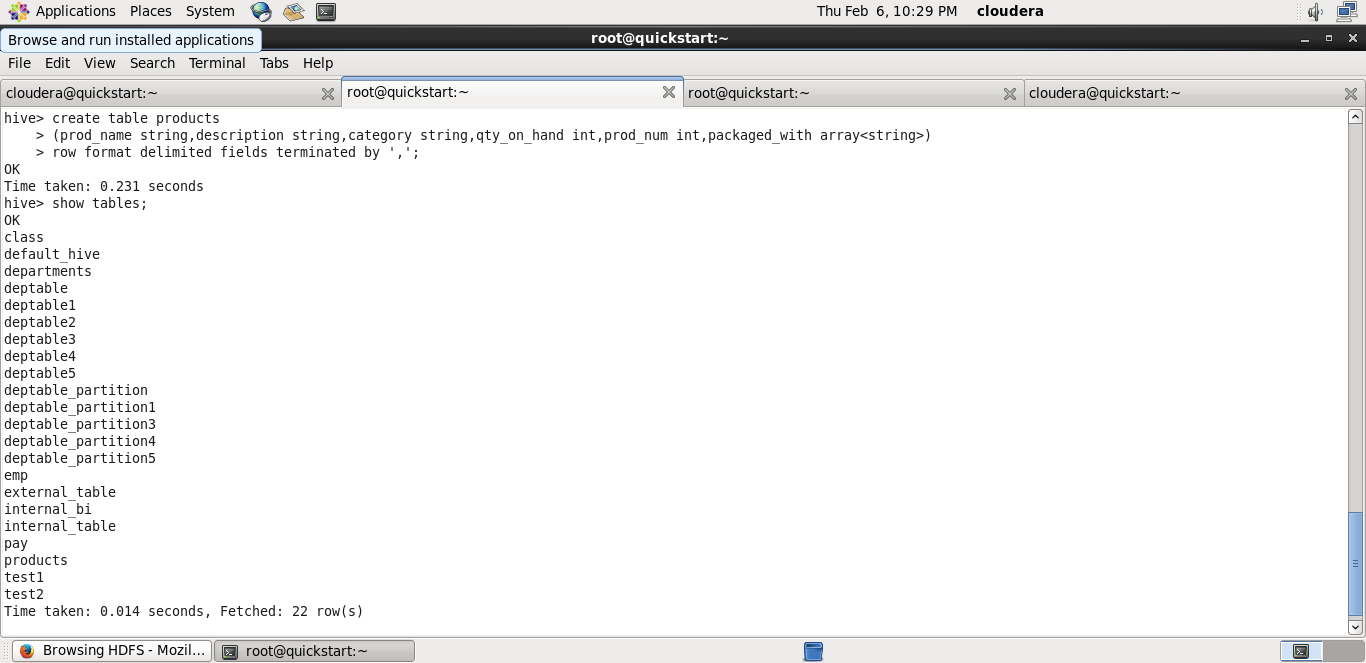 Applications Places System Thu Feb 6, 10:29 PM cloudera
Browse and run installed applications root@quickstart:~
File Edit View Search Terminal Tabs Help
cloudera@quickstart:~ root@quickstart:~ root@quickstart:~ cloudera@quickstart:~
hive> create table products
    > (prod_name string,description string,category string,qty_on_hand int,prod_num int,packaged_with array<string>)
    > row format delimited fields terminated by ',';
OK
Time taken: 0.231 seconds
hive> show tables;
OK
class
default_hive
departments
deptable
deptable1
deptable2
deptable3
deptable4
deptable5
deptable_partition
deptable_partition1
deptable_partition3
deptable_partition4
deptable_partition5
emp
external_table
internal_bi
internal_table
pay
products
test1
test2
Time taken: 0.014 seconds, Fetched: 22 row(s)
Browsing HDFS - Mozil... root@quickstart:~